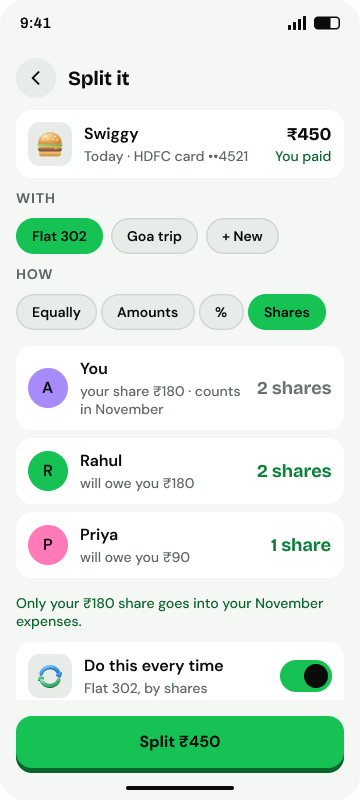 9:41
Split it
Swiggy
₹450
Today · HDFC card ••4521
You paid
WITH
Flat 302
Goa trip
+ New
HOW
Equally
Amounts
%
Shares
A
You
your share ₹180 · counts
in November
2 shares
R
Rahul
will owe you ₹180
2 shares
P
Priya
will owe you ₹90
1 share
Only your ₹180 share goes into your November
expenses.
Do this every time
Flat 302, by shares
Split ₹450